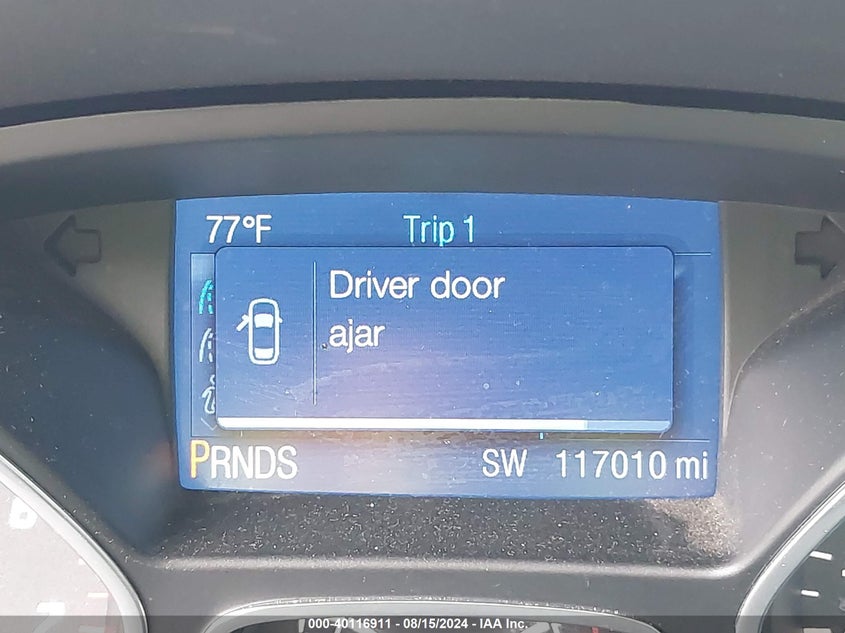 77°F Trip 1
Driver door
ajar
PRNDS SW 117010 mi
000-40116911 - 08/15/2024 - IAA Inc.